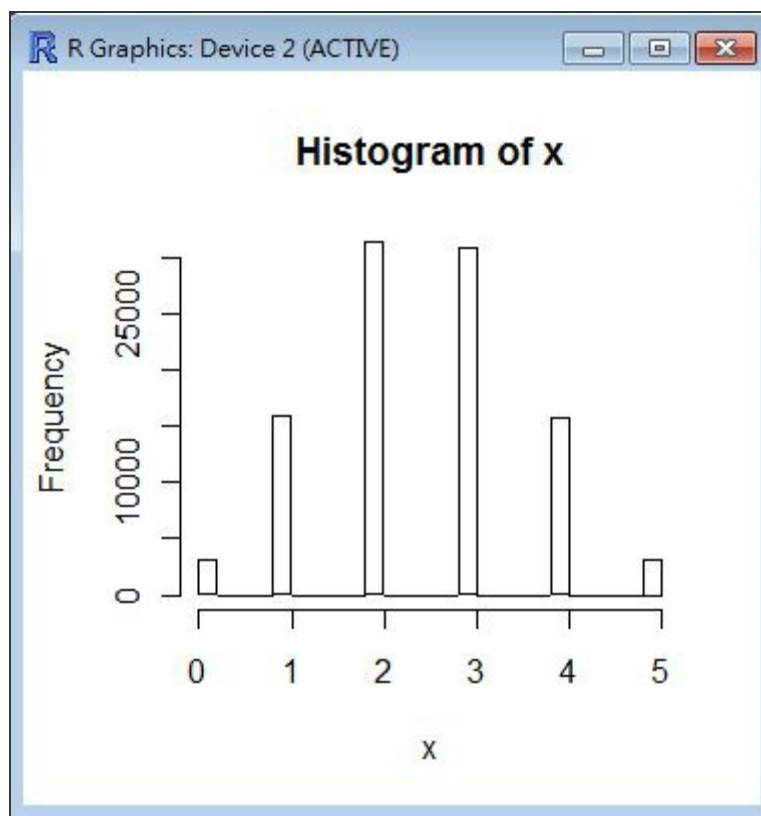 R R Graphics: Device 2 (ACTIVE)
Histogram of x
Frequency
25000
10000
0
0 1 2 3 4 5
x